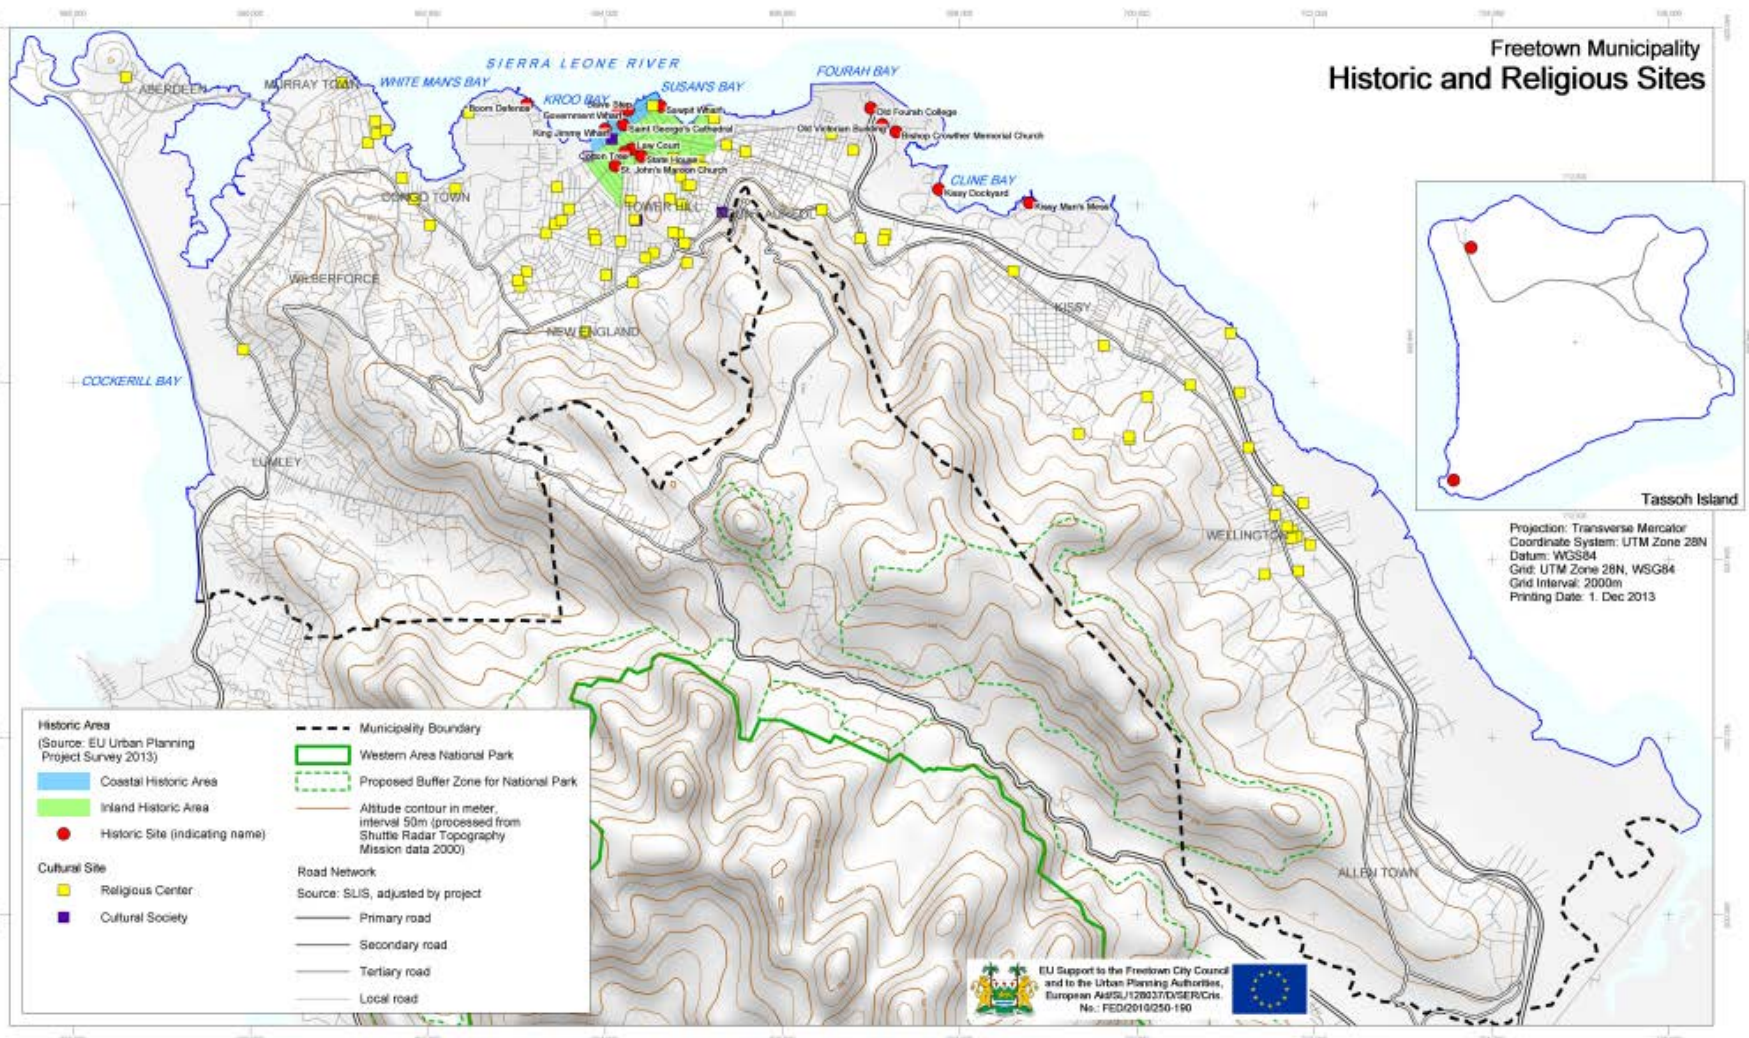 Freetown Municipality
Historic and Religious Sites
SIERRA LEONE RIVER
WHITE MAN'S BAY
KROO BAY
SUSAN'S BAY
FOURAH BAY
CLINE BAY
COCKERILL BAY
ABERDEEN
MURRAY TOWN
CONGO TOWN
TOWER HILL
WILBERFORCE
NEW ENGLAND
LUMLEY
KISSY
WELLINGTON
ALLEN TOWN
Boom Defence
Government Wharf
Sawpit Wharf
King Jimmy Wharf
Saint George's Cathedral
Law Court
Cotton Tree
State House
St. John's Maroon Church
Old Fourah College
Old Victorian Building
Bishop Crowther Memorial Church
Kissy Dockyard
Kissy Man's Mess
Tassoh Island
Projection: Transverse Mercator
Coordinate System: UTM Zone 28N
Datum: WGS84
Grid: UTM Zone 28N, WSG84
Grid Interval: 2000m
Printing Date: 1. Dec 2013
Historic Area
(Source: EU Urban Planning
Project Survey 2013)
Coastal Historic Area
Inland Historic Area
Historic Site (indicating name)
Cultural Site
Religious Center
Cultural Society
Municipality Boundary
Western Area National Park
Proposed Buffer Zone for National Park
Altitude contour in meter,
interval 50m (processed from
Shuttle Radar Topography
Mission data 2000)
Road Network
Source: SLIS, adjusted by project
Primary road
Secondary road
Tertiary road
Local road
EU Support to the Freetown City Council
and to the Urban Planning Authorities,
European Aid/SL/128037/D/SER/Cris.
No.: FED/2010/250-190